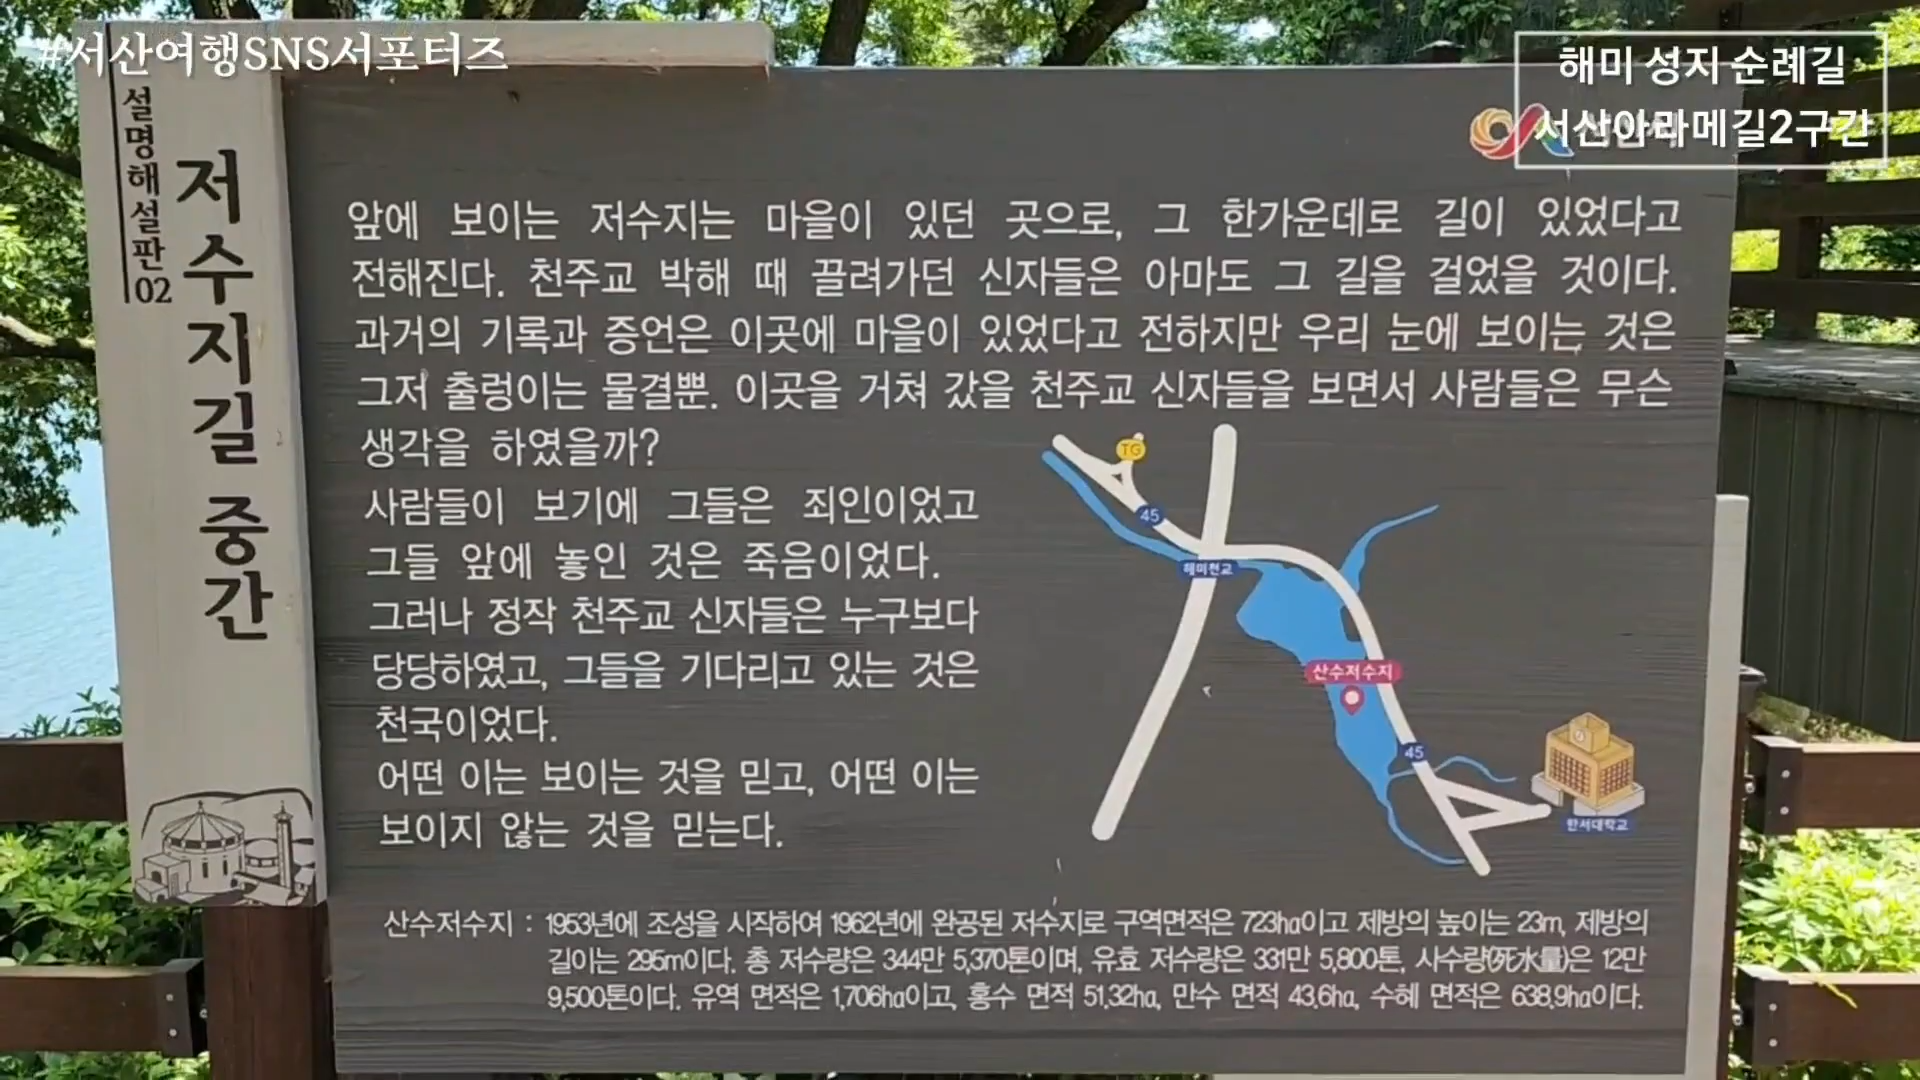 #서산여행SNS서포터즈
해미 성지 순례길
서산아라메길2구간
설명해설판02
저수지길 중간
앞에 보이는 저수지는 마을이 있던 곳으로, 그 한가운데로 길이 있었다고
전해진다. 천주교 박해 때 끌려가던 신자들은 아마도 그 길을 걸었을 것이다.
과거의 기록과 증언은 이곳에 마을이 있었다고 전하지만 우리 눈에 보이는 것은
그저 출렁이는 물결뿐. 이곳을 거쳐 갔을 천주교 신자들을 보면서 사람들은 무슨
생각을 하였을까?
사람들이 보기에 그들은 죄인이었고
그들 앞에 놓인 것은 죽음이었다.
그러나 정작 천주교 신자들은 누구보다
당당하였고, 그들을 기다리고 있는 것은
천국이었다.
어떤 이는 보이는 것을 믿고, 어떤 이는
보이지 않는 것을 믿는다.
TG
45
해미천교
산수저수지
45
한서대학교
산수저수지 : 1953년에 조성을 시작하여 1962년에 완공된 저수지로 구역면적은 723ha이고 제방의 높이는 23m, 제방의
길이는 295m이다. 총 저수량은 344만 5,370톤이며, 유효 저수량은 331만 5,800톤, 사수량(死水量)은 12만
9,500톤이다. 유역 면적은 1,706ha이고, 홍수 면적 51,32ha, 만수 면적 43,6ha, 수혜 면적은 638,9ha이다.